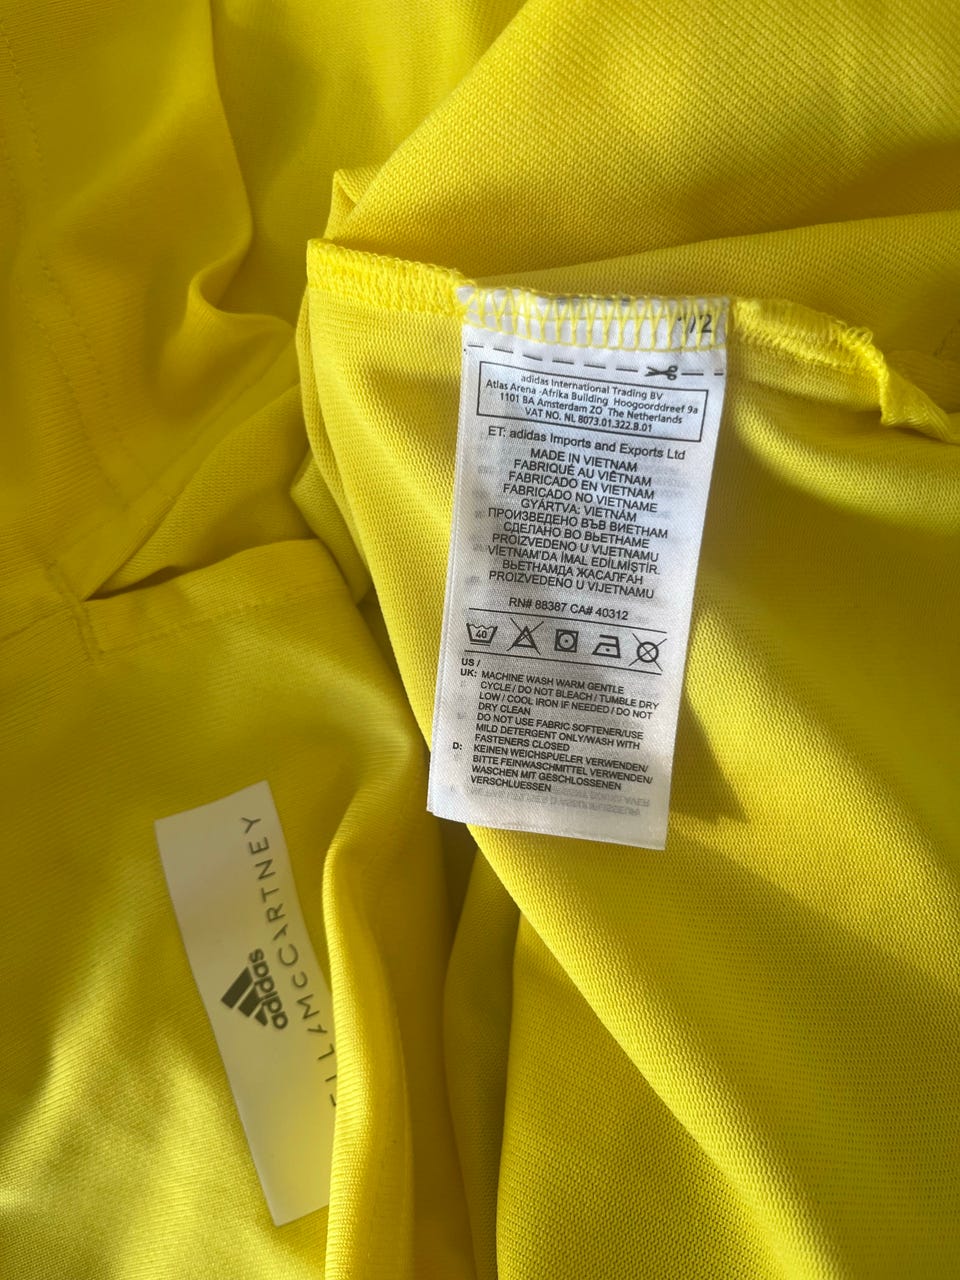 /2
adidas International Trading BV
Atlas Arena -Afrika Building Hoogoorddreef 9a
1101 BA Amsterdam ZO The Netherlands
VAT NO. NL 8073.01.322.B.01
ET: adidas Imports and Exports Ltd
MADE IN VIETNAM
FABRIQUÉ AU VIÊTNAM
FABRICADO EN VIETNAM
FABRICADO NO VIETNAME
GYÁRTVA: VIETNÁM
ПРОИЗВЕДЕНО ВЪВ ВИЕТНАМ
СДЕЛАНО ВО ВЬЕТНАМЕ
PROIZVEDENO U VIJETNAMU
VİETNAM'DA İMAL EDİLMİŞTİR.
ВЬЕТНАМДА ЖАСАЛҒАН
PROIZVEDENO U VIJETNAMU
RN# 88387 CA# 40312
40
US /
UK: MACHINE WASH WARM GENTLE
CYCLE / DO NOT BLEACH / TUMBLE DRY
LOW / COOL IRON IF NEEDED / DO NOT
DRY CLEAN
DO NOT USE FABRIC SOFTENER/USE
MILD DETERGENT ONLY/WASH WITH
FASTENERS CLOSED
D: KEINEN WEICHSPUELER VERWENDEN/
BITTE FEINWASCHMITTEL VERWENDEN/
WASCHEN MIT GESCHLOSSENEN
VERSCHLUESSEN
adidas
ELLA MCCARTNEY